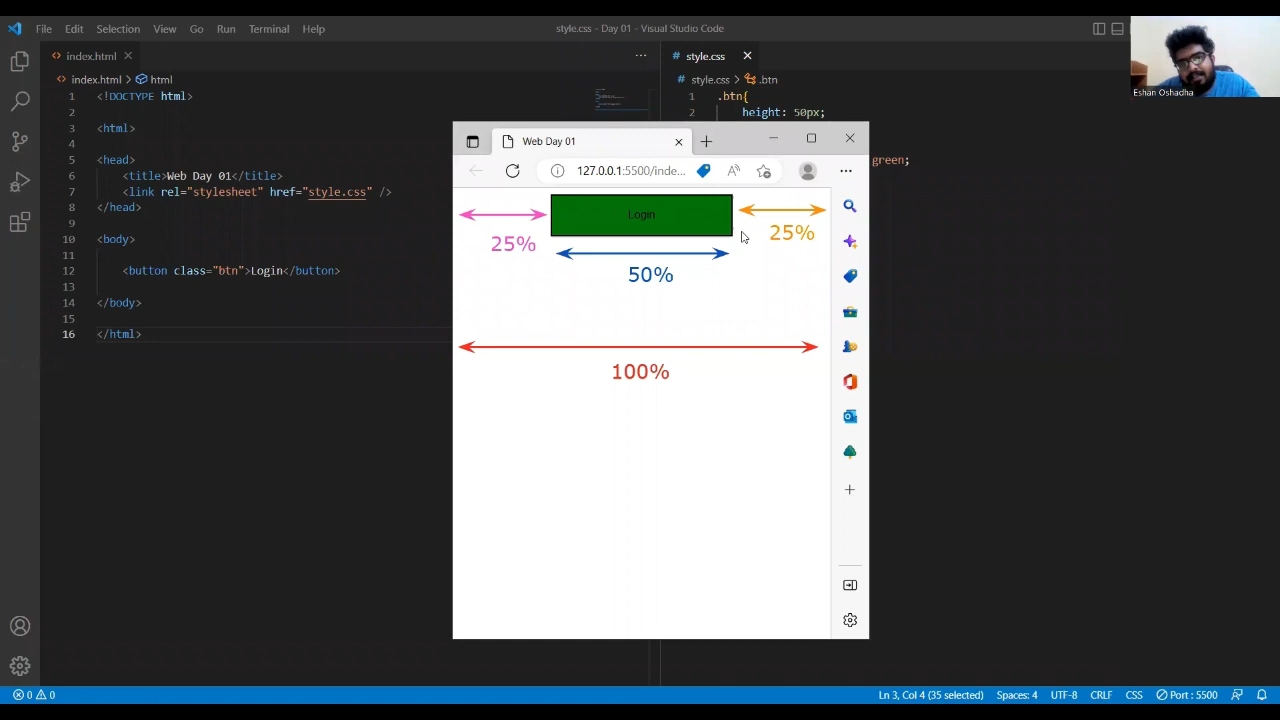 File Edit Selection View Go Run Terminal Help
style.css - Day 01 - Visual Studio Code
Eshan Oshadha
index.html
index.html > html
1 <!DOCTYPE html>
2
3 <html>
4
5 <head>
6 <title>Web Day 01</title>
7 <link rel="stylesheet" href="style.css" />
8 </head>
9
10 <body>
11
12 <button class="btn">Login</button>
13
14 </body>
15
16 </html>
# style.css
# style.css > .btn
1 .btn{
2 height: 50px;
green;
Web Day 01
127.0.0.1:5500/inde...
Login
25%
25%
50%
100%
0 0
Ln 3, Col 4 (35 selected) Spaces: 4 UTF-8 CRLF CSS Port : 5500